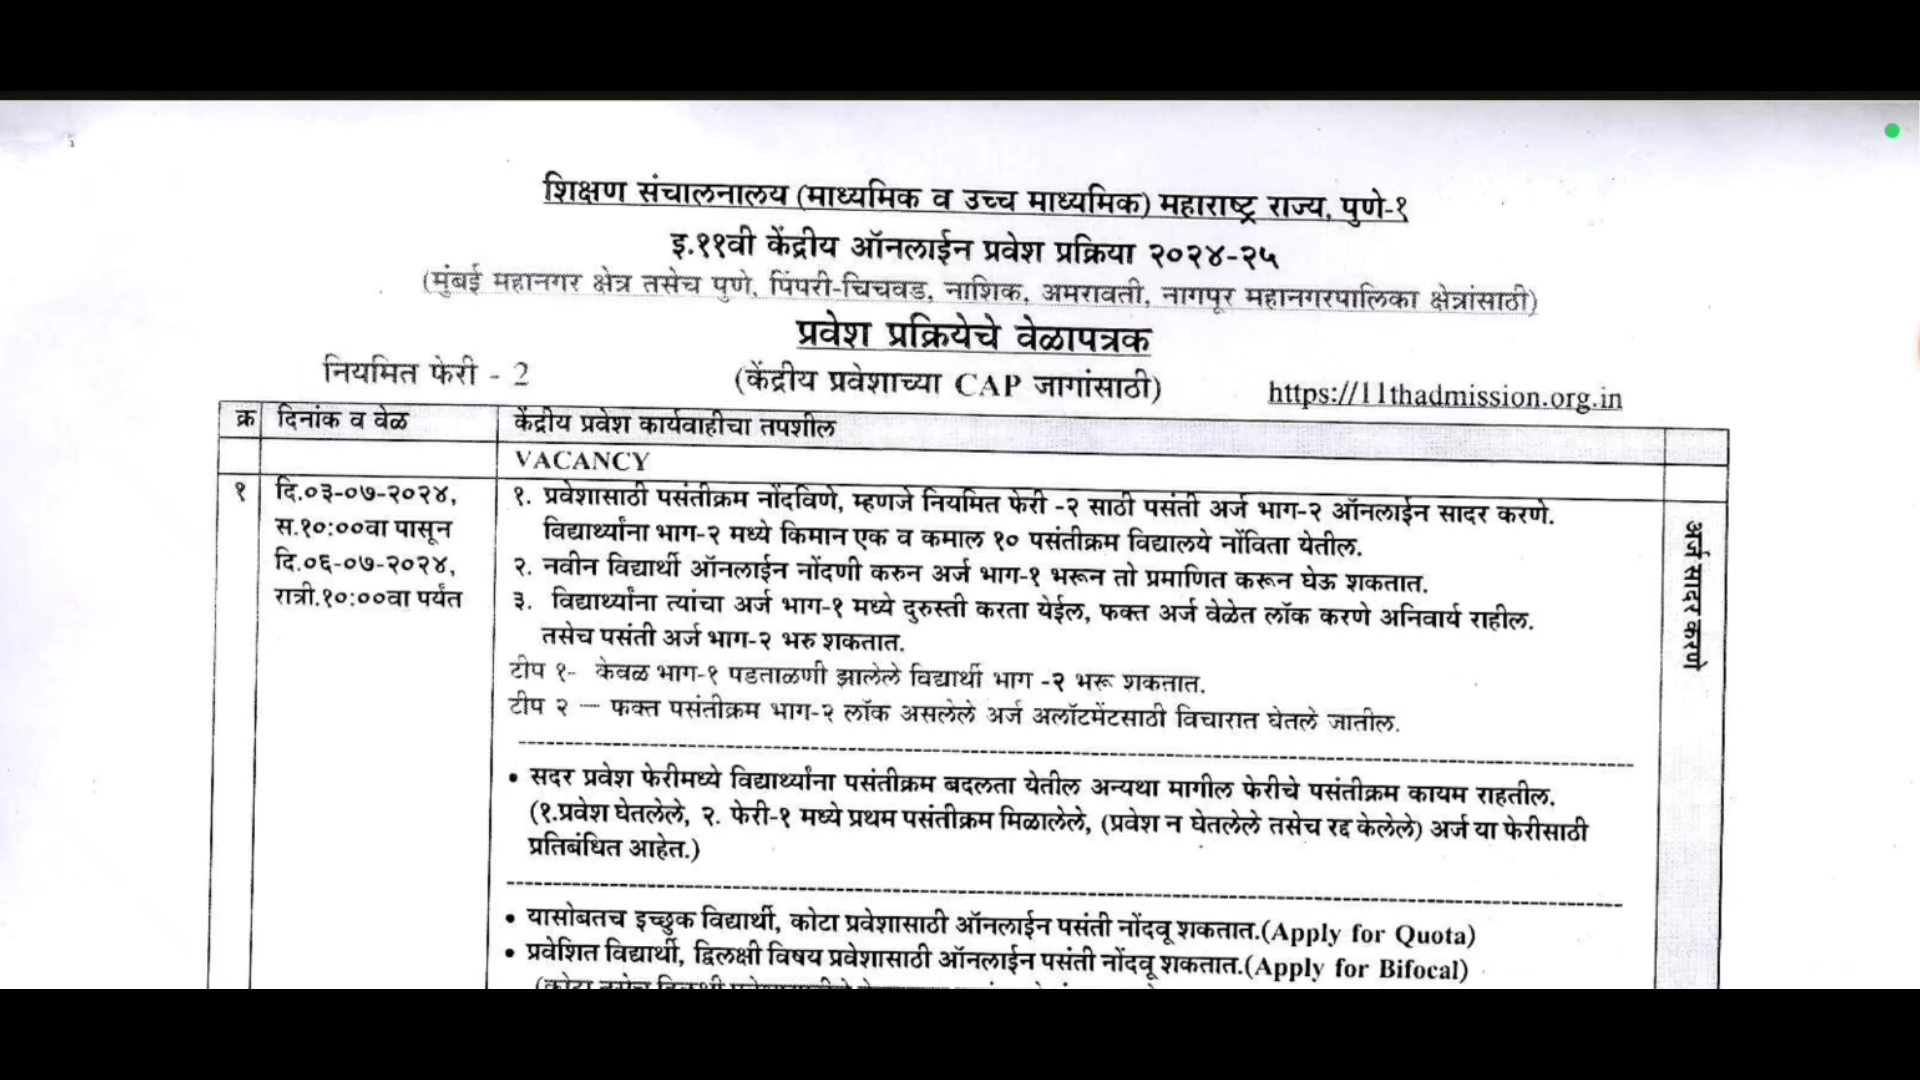 शिक्षण संचालनालय (माध्यमिक व उच्च माध्यमिक) महाराष्ट्र राज्य, पुणे-१
इ.११वी केंद्रीय ऑनलाईन प्रवेश प्रक्रिया २०२४-२५
(मुंबई महानगर क्षेत्र तसेच पुणे, पिंपरी-चिचवड, नाशिक, अमरावती, नागपूर महानगरपालिका क्षेत्रांसाठी)
प्रवेश प्रक्रियेचे वेळापत्रक
नियमित फेरी - 2 (केंद्रीय प्रवेशाच्या CAP जागांसाठी) https://11thadmission.org.in
क्र दिनांक व वेळ केंद्रीय प्रवेश कार्यवाहीचा तपशील
VACANCY
१ दि.०३-०७-२०२४, १. प्रवेशासाठी पसंतीक्रम नोंदविणे, म्हणजे नियमित फेरी -२ साठी पसंती अर्ज भाग-२ ऑनलाईन सादर करणे.
स.१०:००वा पासून विद्यार्थ्यांना भाग-२ मध्ये किमान एक व कमाल १० पसंतीक्रम विद्यालये नोंविता येतील.
दि.०६-०७-२०२४, २. नवीन विद्यार्थी ऑनलाईन नोंदणी करुन अर्ज भाग-१ भरून तो प्रमाणित करून घेऊ शकतात.
रात्री.१०:००वा पर्यंत ३. विद्यार्थ्यांना त्यांचा अर्ज भाग-१ मध्ये दुरुस्ती करता येईल, फक्त अर्ज वेळेत लॉक करणे अनिवार्य राहील.
तसेच पसंती अर्ज भाग-२ भरु शकतात.
टीप १- केवळ भाग-१ पडताळणी झालेले विद्यार्थी भाग -२ भरू शकतात.
टीप २ — फक्त पसंतीक्रम भाग-२ लॉक असलेले अर्ज अलॉटमेंटसाठी विचारात घेतले जातील.
• सदर प्रवेश फेरीमध्ये विद्यार्थ्यांना पसंतीक्रम बदलता येतील अन्यथा मागील फेरीचे पसंतीक्रम कायम राहतील.
(१.प्रवेश घेतलेले, २. फेरी-१ मध्ये प्रथम पसंतीक्रम मिळालेले, (प्रवेश न घेतलेले तसेच रद्द केलेले) अर्ज या फेरीसाठी
प्रतिबंधित आहेत.)
• यासोबतच इच्छुक विद्यार्थी, कोटा प्रवेशासाठी ऑनलाईन पसंती नोंदवू शकतात.(Apply for Quota)
• प्रवेशित विद्यार्थी, द्विलक्षी विषय प्रवेशासाठी ऑनलाईन पसंती नोंदवू शकतात.(Apply for Bifocal)
अर्ज सादर करणे